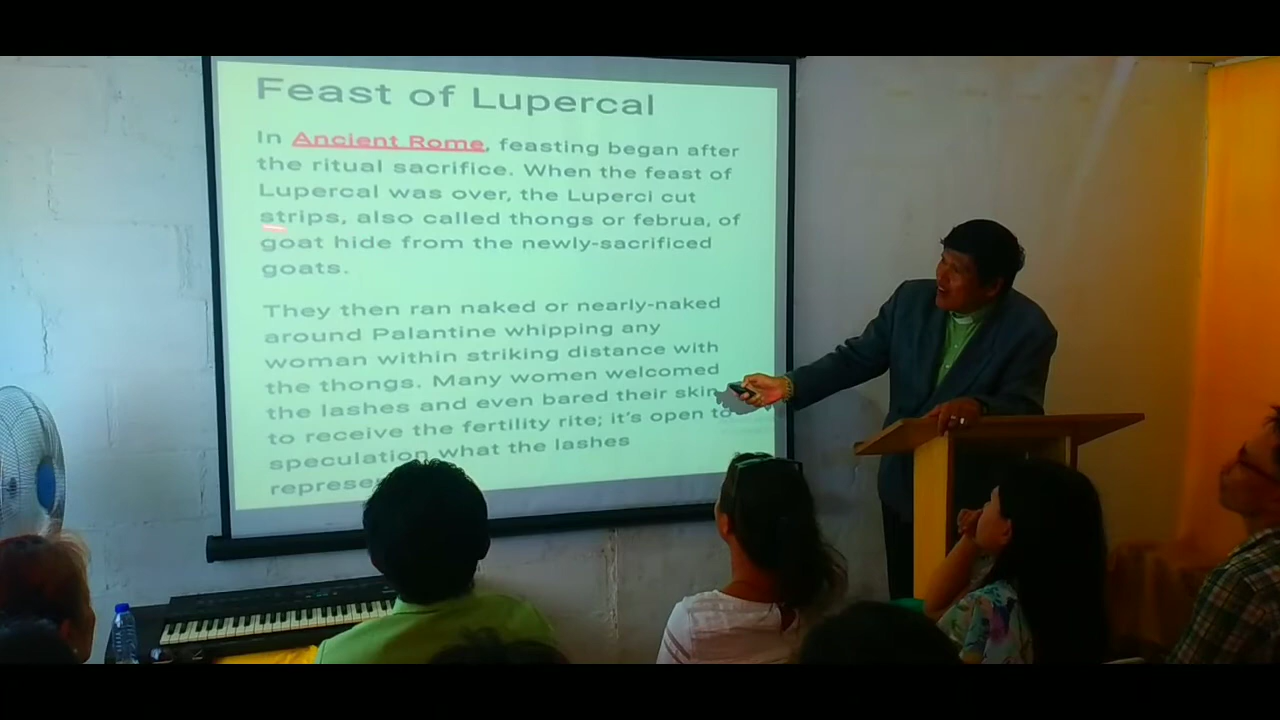 Feast of Lupercal
In Ancient Rome, feasting began after
the ritual sacrifice. When the feast of
Lupercal was over, the Luperci cut
strips, also called thongs or februa, of
goat hide from the newly-sacrificed
goats.
They then ran naked or nearly-naked
around Palantine whipping any
woman within striking distance with
the thongs. Many women welcomed
the lashes and even bared their skin
to receive the fertility rite; it's open to
speculation what the lashes